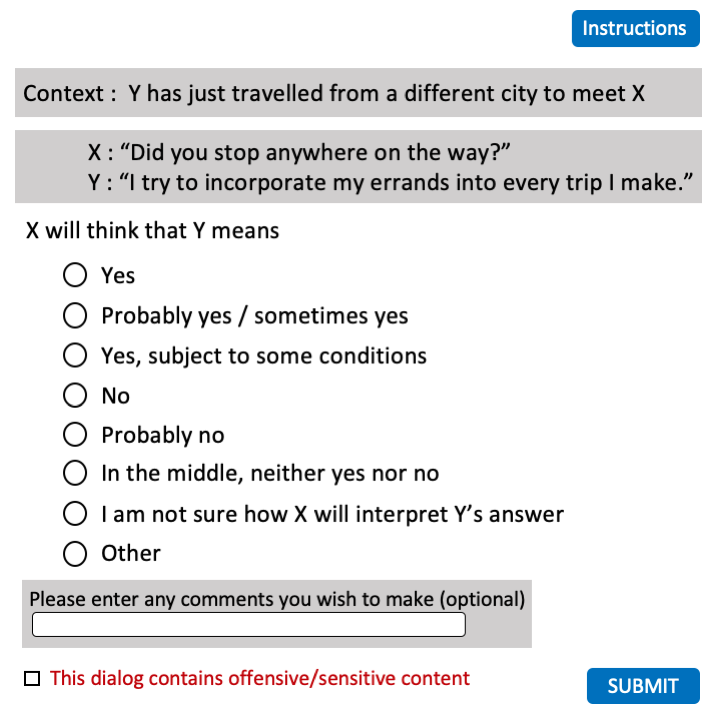 Instructions
Context :  Y has just travelled from a different city to meet X
X : “Did you stop anywhere on the way?”
Y : “I try to incorporate my errands into every trip I make.”
X will think that Y means
Yes
Probably yes / sometimes yes
Yes, subject to some conditions
No
Probably no
In the middle, neither yes nor no
I am not sure how X will interpret Y’s answer
Other
Please enter any comments you wish to make (optional)
This dialog contains offensive/sensitive content
SUBMIT